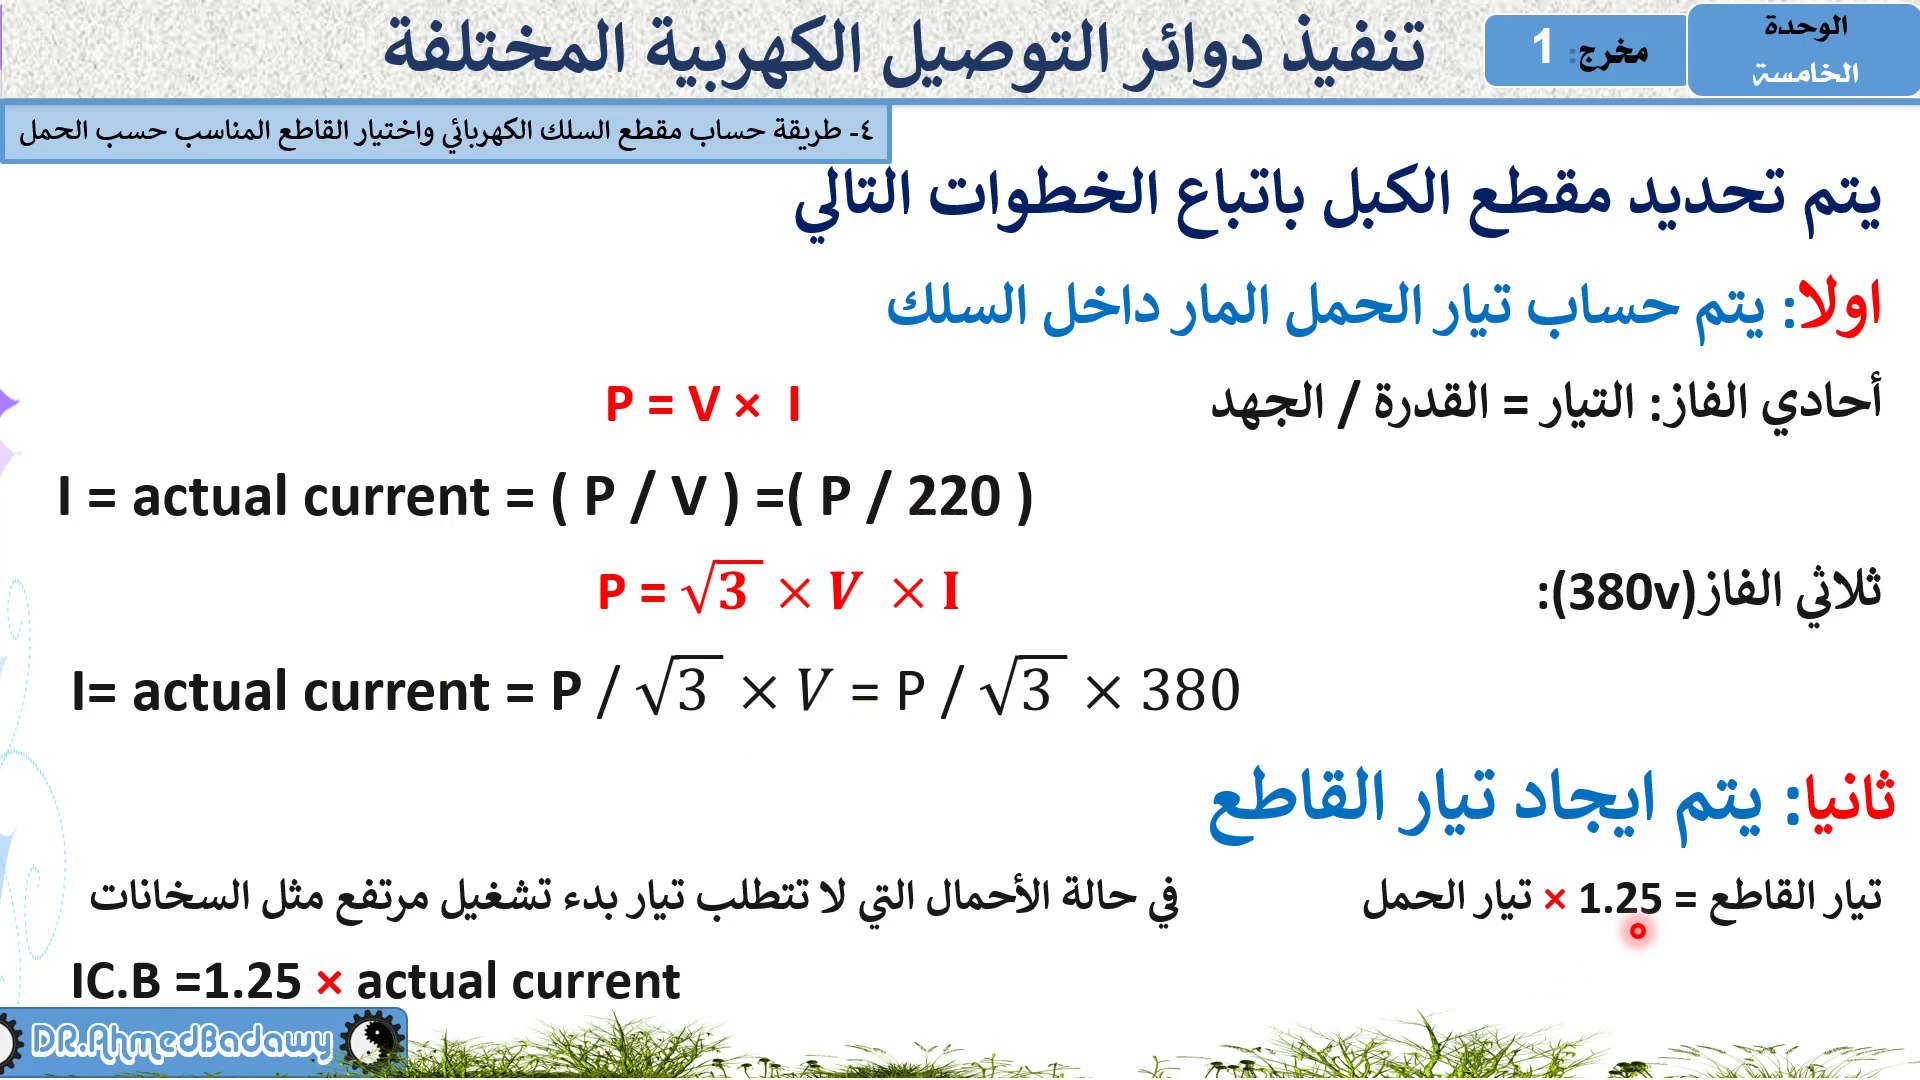 الوحدة
الخامسة
مخرج: 1
تنفيذ دوائر التوصيل الكهربية المختلفة
٤- طريقة حساب مقطع السلك الكهربائي واختيار القاطع المناسب حسب الحمل
يتم تحديد مقطع الكبل باتباع الخطوات التالي
اولا: يتم حساب تيار الحمل المار داخل السلك
أحادي الفاز: التيار = القدرة / الجهد P = V × I
I = actual current = ( P / V ) =( P / 220 )
ثلاثي الفاز(380v): P = √3 × V × I
I= actual current = P / √3 × V = P / √3 × 380
ثانيا: يتم ايجاد تيار القاطع
تيار القاطع = 1.25 × تيار الحمل في حالة الأحمال التي لا تتطلب تيار بدء تشغيل مرتفع مثل السخانات
IC.B =1.25 × actual current
DR.AhmedBadawy